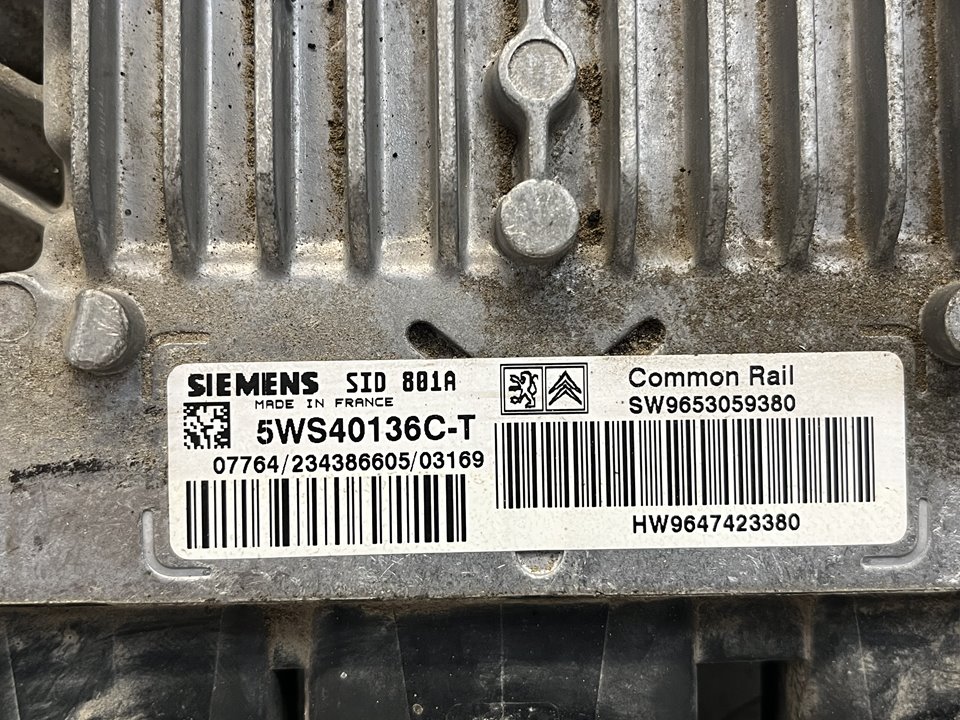 SIEMENS SID 801A
MADE IN FRANCE
5WS40136C-T
07764/234386605/03169
Common Rail
SW9653059380
HW9647423380